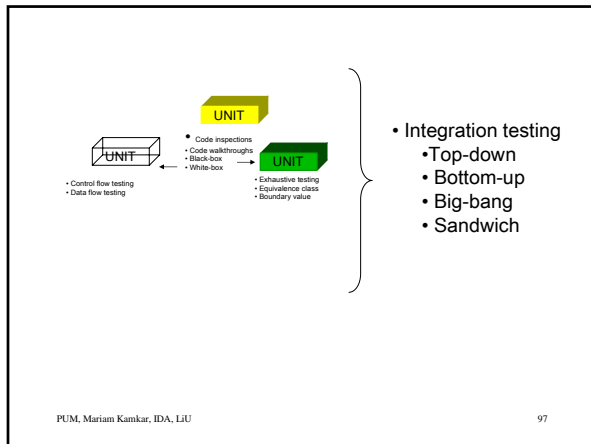 UNIT
UNIT
• Code inspections
• Code walkthroughs
• Black-box
• White-box
UNIT
• Control flow testing
• Data flow testing
• Exhaustive testing
• Equivalence class
• Boundary value
• Integration testing
•Top-down
• Bottom-up
• Big-bang
• Sandwich
PUM, Mariam Kamkar, IDA, LiU
97